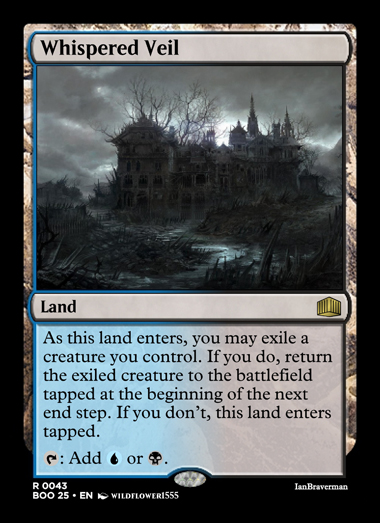 Whispered Veil
Land
As this land enters, you may exile a
creature you control. If you do, return
the exiled creature to the battlefield
tapped at the beginning of the next
end step. If you don't, this land enters
tapped.
: Add or .
R 0043
BOO 25 • EN WILDFLOWER1555
IanBraverman